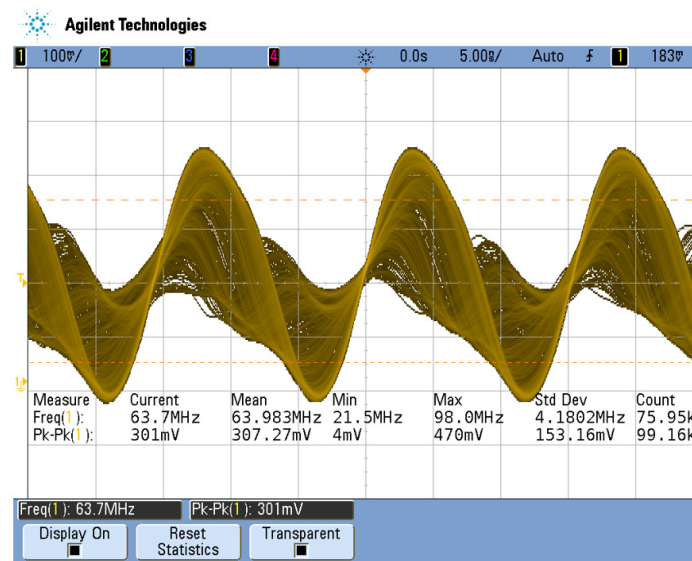 Agilent Technologies
1 100mV/ 2 3 4 0.0s 5.00ns/ Auto 1 183mV
T
1
Measure Current Mean Min Max Std Dev Count
Freq(1): 63.7MHz 63.983MHz 21.5MHz 98.0MHz 4.1802MHz 75.95k
Pk-Pk(1): 301mV 307.27mV 4mV 470mV 153.16mV 99.16k
Freq(1): 63.7MHz Pk-Pk(1): 301mV
Display On Reset Statistics Transparent